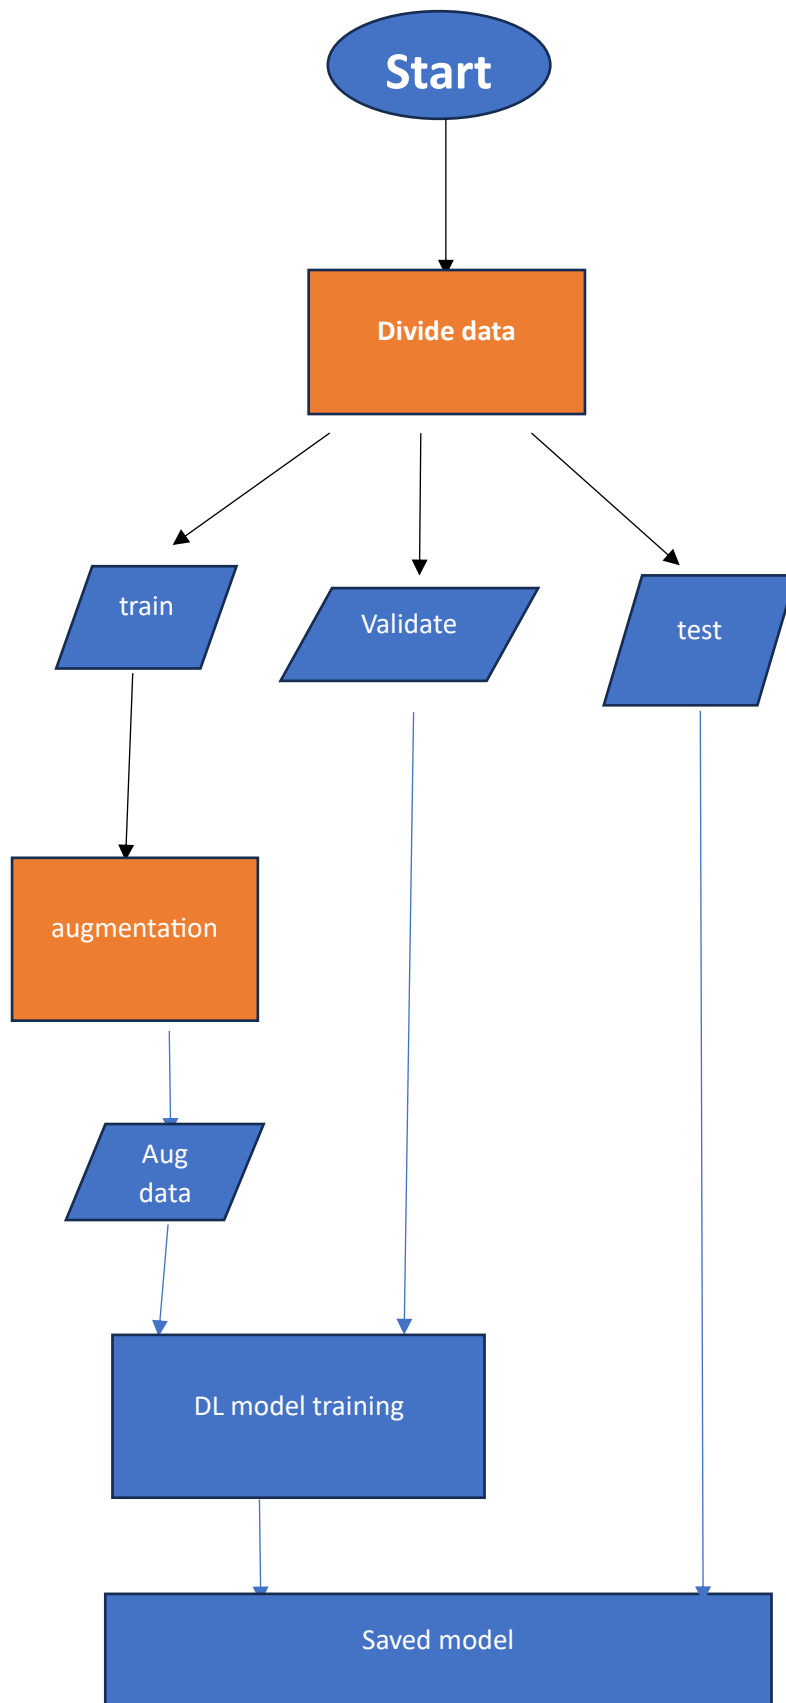 Start
Divide data
train
Validate
test
augmentation
Aug
data
DL model training
Saved model